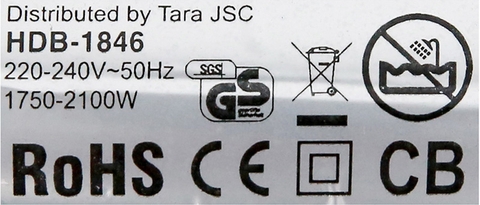 Distributed by Tara JSC
HDB-1846
220-240V~50Hz
1750-2100W
SGS
GS
RoHS CE CB